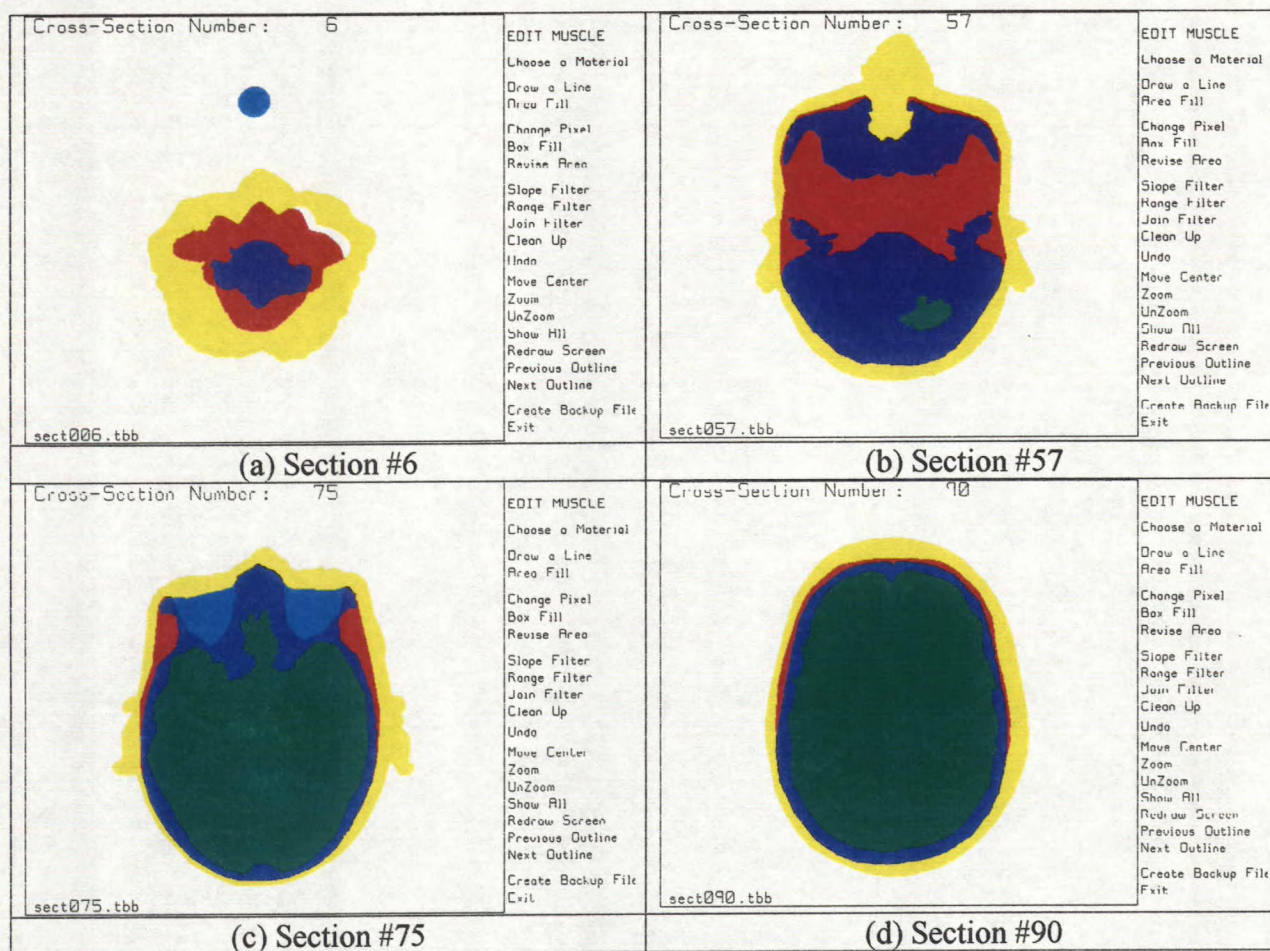 Cross-Section Number: 6
EDIT MUSCLE
Choose a Material
Draw a Line
Area Fill
Change Pixel
Box Fill
Revise Area
Slope Filter
Range Filter
Join Filter
Clean Up
Undo
Move Center
Zoom
UnZoom
Show All
Redraw Screen
Previous Outline
Next Outline
Create Backup File
Exit
sect006.tbb
(a) Section #6
Cross-Section Number: 57
EDIT MUSCLE
Choose a Material
Draw a Line
Area Fill
Change Pixel
Box Fill
Revise Area
Slope Filter
Range Filter
Join Filter
Clean Up
Undo
Move Center
Zoom
UnZoom
Show All
Redraw Screen
Previous Outline
Next Outline
Create Backup File
Exit
sect057.tbb
(b) Section #57
Cross-Section Number: 75
EDIT MUSCLE
Choose a Material
Draw a Line
Area Fill
Change Pixel
Box Fill
Revise Area
Slope Filter
Range Filter
Join Filter
Clean Up
Undo
Move Center
Zoom
UnZoom
Show All
Redraw Screen
Previous Outline
Next Outline
Create Backup File
Exit
sect075.tbb
(c) Section #75
Cross-Section Number: 90
EDIT MUSCLE
Choose a Material
Draw a Line
Area Fill
Change Pixel
Box Fill
Revise Area
Slope Filter
Range Filter
Join Filter
Clean Up
Undo
Move Center
Zoom
UnZoom
Show All
Redraw Screen
Previous Outline
Next Outline
Create Backup File
Exit
sect090.tbb
(d) Section #90